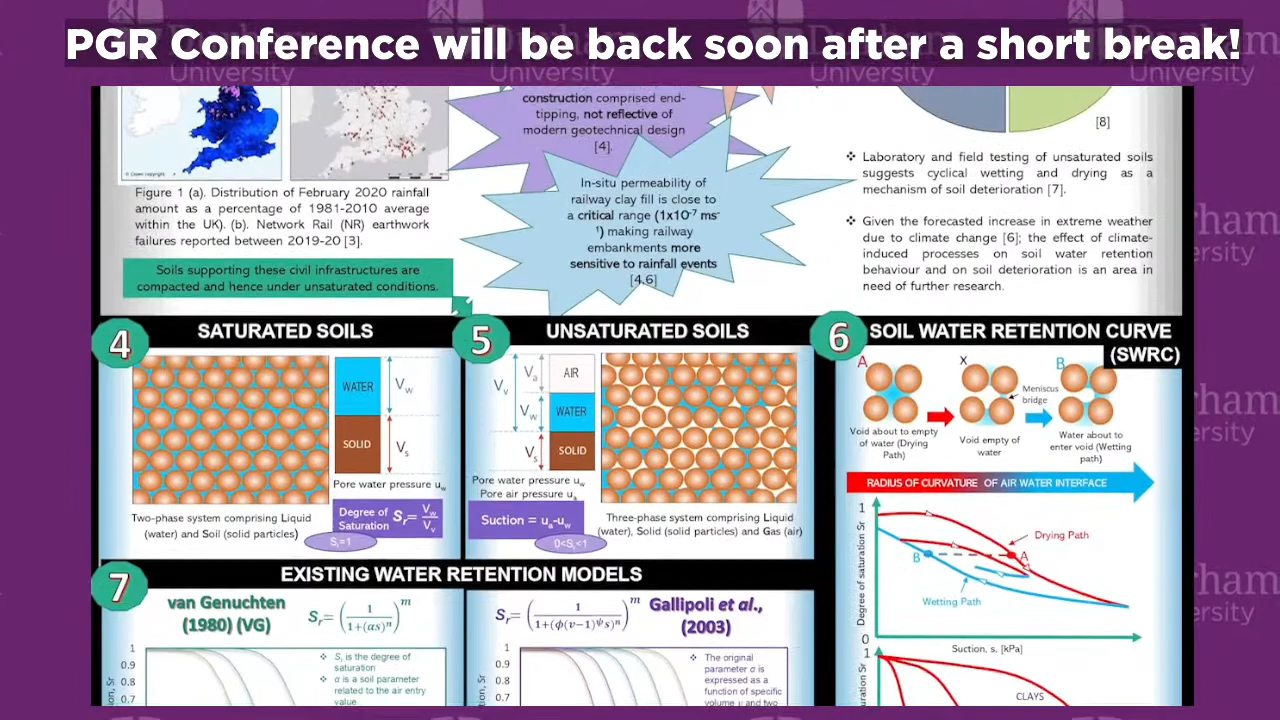 PGR Conference will be back soon after a short break!
© Crown copyright
Figure 1 (a). Distribution of February 2020 rainfall
amount as a percentage of 1981-2010 average
within the UK). (b). Network Rail (NR) earthwork
failures reported between 2019-20 [3].
Soils supporting these civil infrastructures are
compacted and hence under unsaturated conditions.
construction comprised end-
tipping, not reflective of
modern geotechnical design
[4].
In-situ permeability of
railway clay fill is close to
a critical range (1x10⁻⁷ ms⁻
¹) making railway
embankments more
sensitive to rainfall events
[4,6]
[8]
❖ Laboratory and field testing of unsaturated soils
suggests cyclical wetting and drying as a
mechanism of soil deterioration [7].
❖ Given the forecasted increase in extreme weather
due to climate change [6]; the effect of climate-
induced processes on soil water retention
behaviour and on soil deterioration is an area in
need of further research.
4
SATURATED SOILS
WATER
SOLID
Vw
Vs
Pore water pressure uw
Two-phase system comprising Liquid
(water) and Soil (solid particles)
Degree of
Saturation
Sr= Vw/Vv
Sr=1
5
UNSATURATED SOILS
Vv
Va
Vw
Vs
AIR
WATER
SOLID
Pore water pressure uw
Pore air pressure ua
Suction = ua-uw
0<Sr<1
Three-phase system comprising Liquid
(water), Solid (solid particles) and Gas (air)
6
SOIL WATER RETENTION CURVE
(SWRC)
A
X
B
Meniscus
bridge
Void about to empty
of water (Drying
Path)
Void empty of
water
Water about to
enter void (Wetting
path)
RADIUS OF CURVATURE OF AIR WATER INTERFACE
1
Degree of saturation Sr
Drying Path
B
A
Wetting Path
0
Suction, s, [kPa]
1
uration Sr
CLAYS
7
EXISTING WATER RETENTION MODELS
van Genuchten
(1980) (VG)
Sr=(1/1+(αs)ⁿ)ᵐ
1
0.9
0.8
0.7
ion, Sr
❖ Sr is the degree of
saturation
❖ α is a soil parameter
related to the air entry
value
Sr=(1/1+(ϕ(v−1)^ψ s)ⁿ)ᵐ
Gallipoli et al.,
(2003)
1
0.9
0.8
0.7
ion, Sr
❖ The original
parameter α is
expressed as a
function of specific
volume υ and two